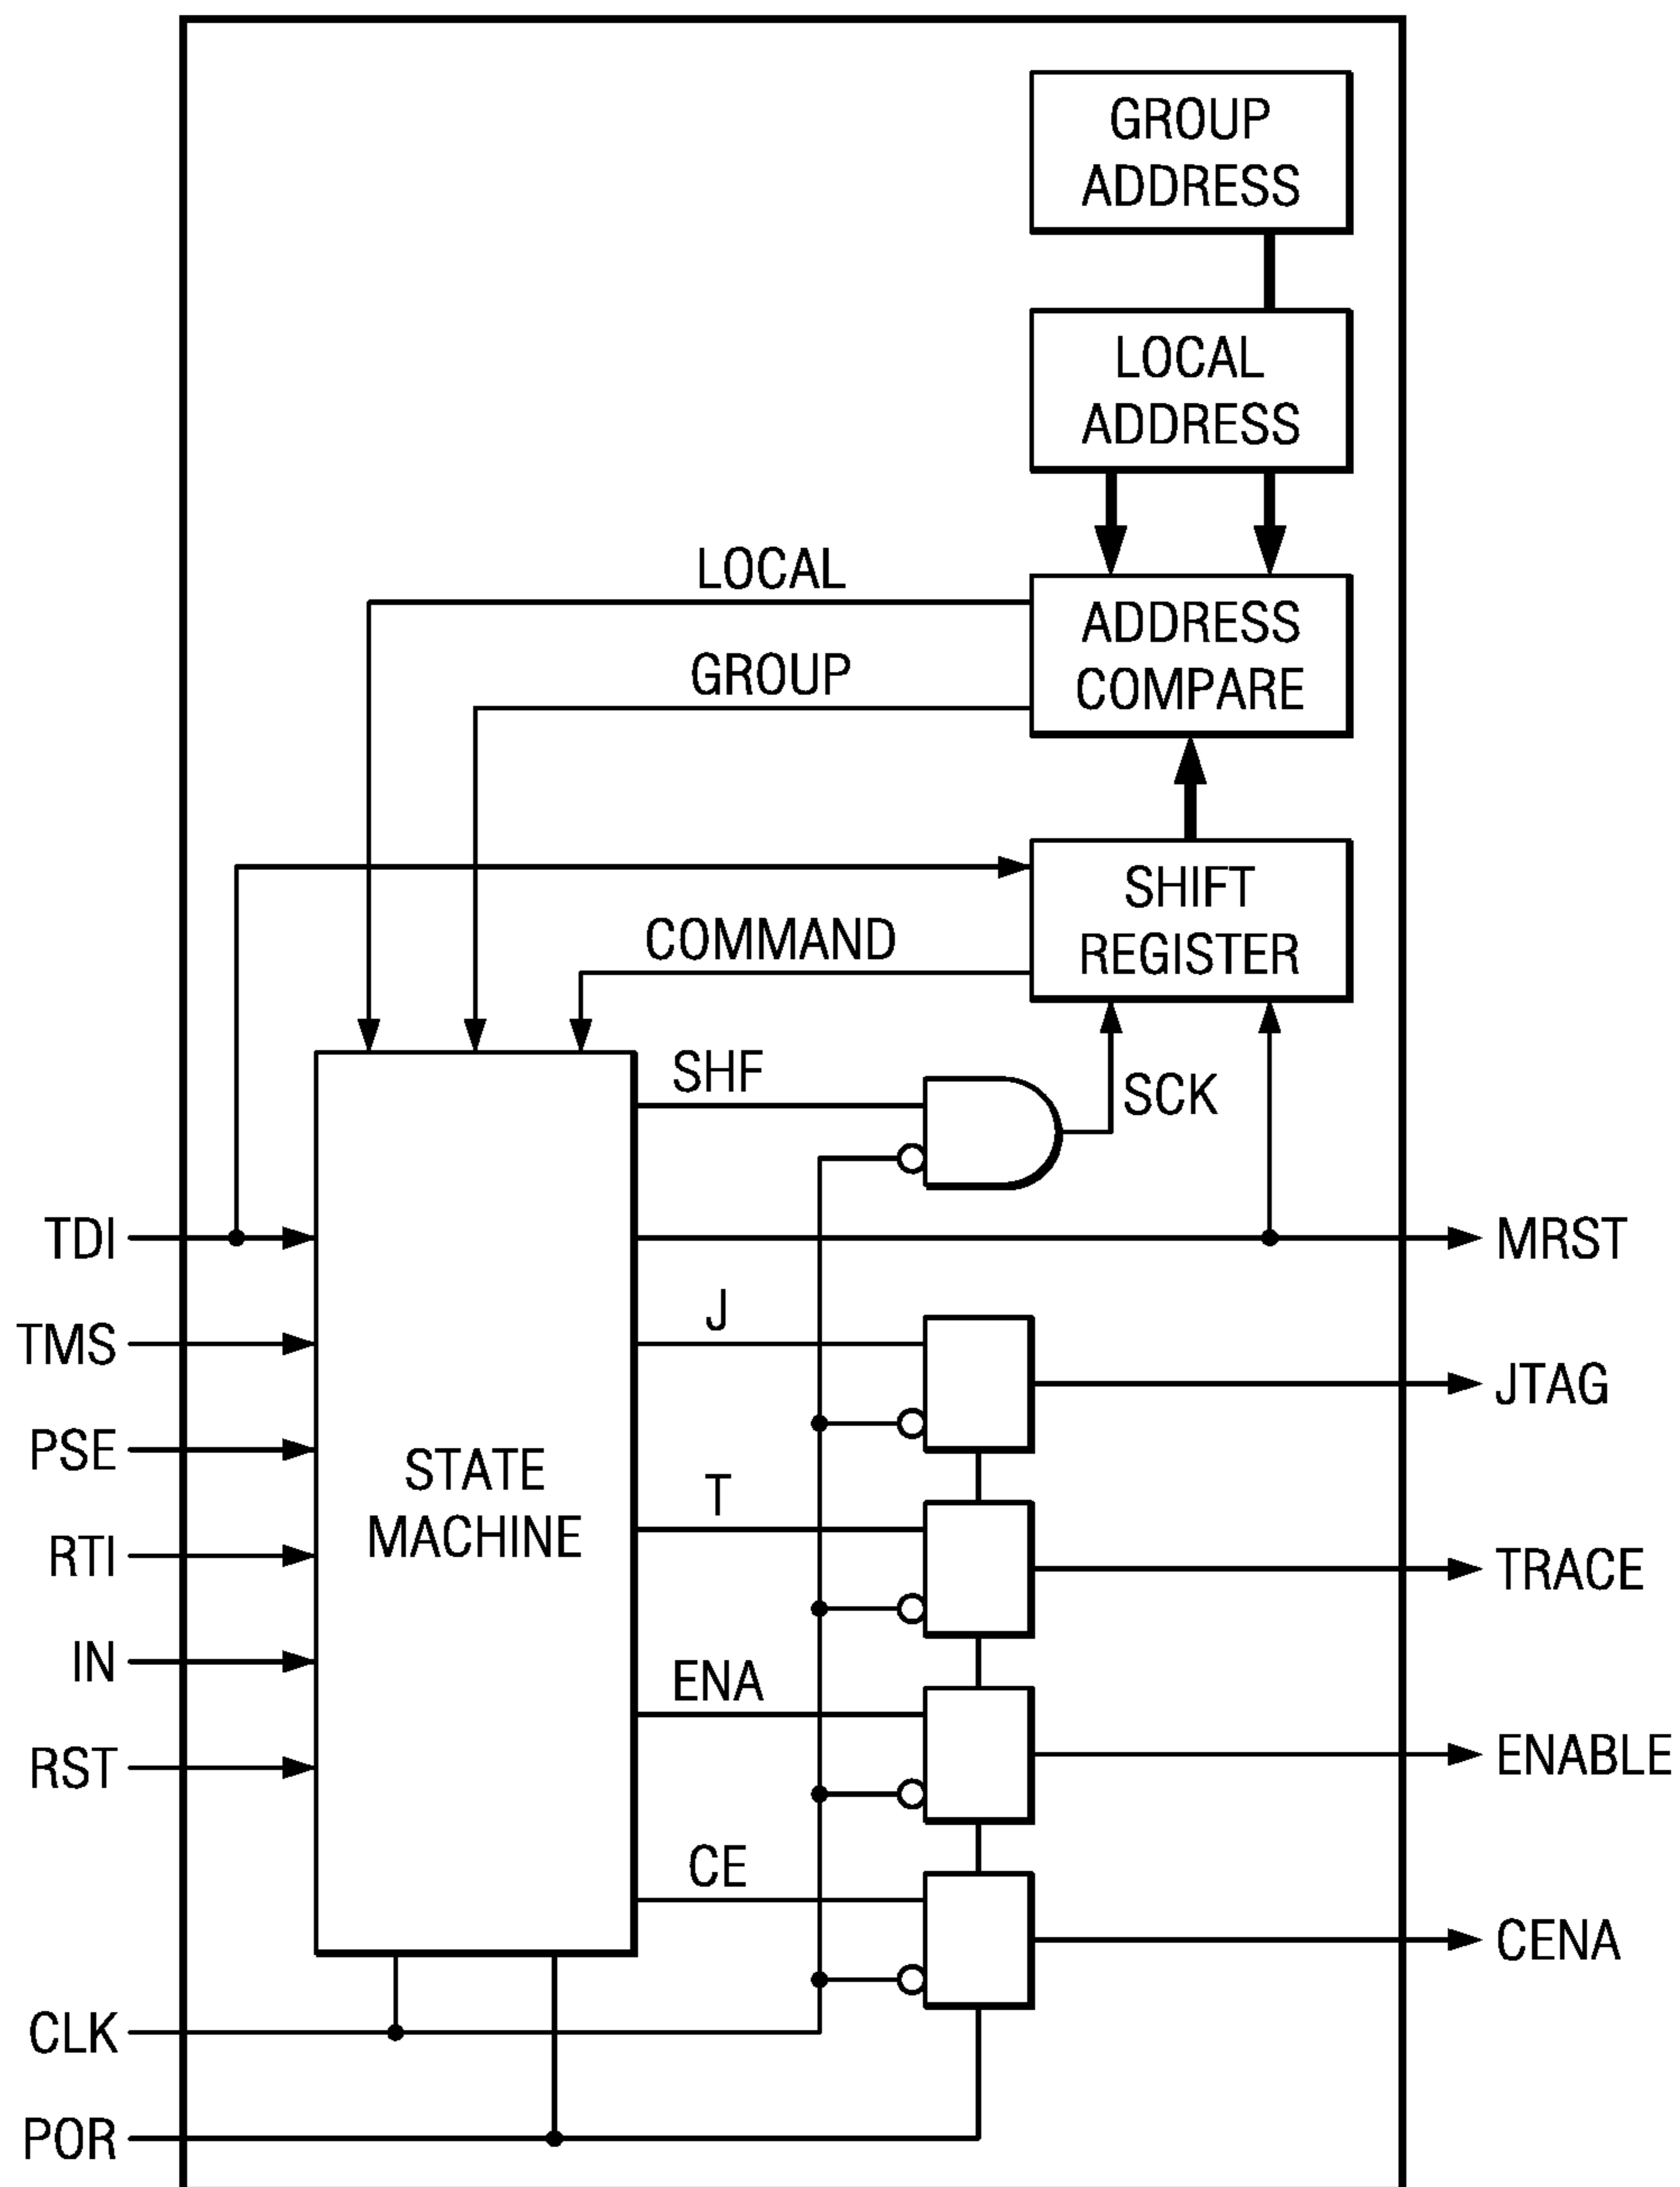 GROUP
ADDRESS
LOCAL
ADDRESS
LOCAL
ADDRESS
COMPARE
GROUP
SHIFT
REGISTER
COMMAND
SHF
SCK
TDI
MRST
J
TMS
JTAG
PSE
STATE
MACHINE
T
RTI
TRACE
IN
ENA
RST
ENABLE
CE
CENA
CLK
POR